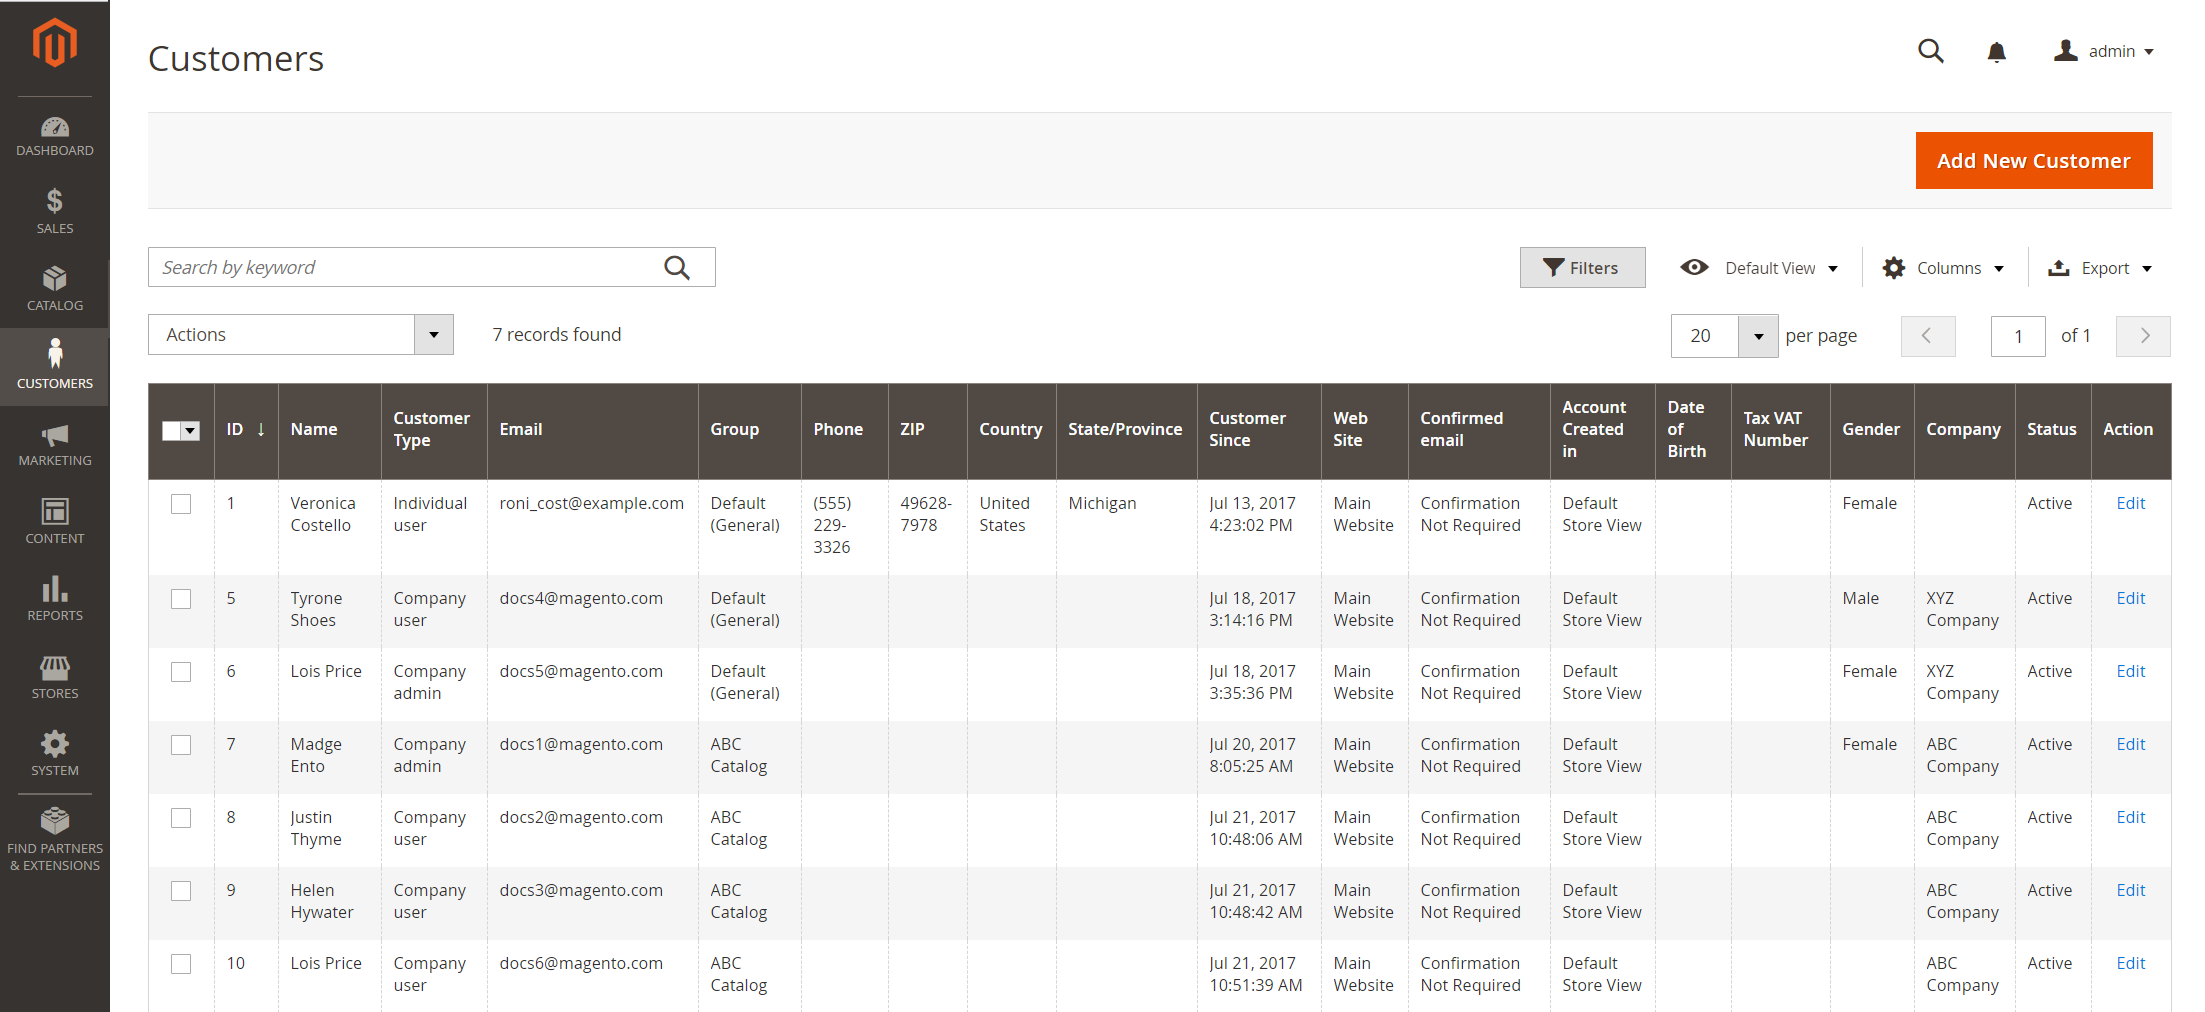 Customers
admin
DASHBOARD
SALES
CATALOG
CUSTOMERS
MARKETING
CONTENT
REPORTS
STORES
SYSTEM
FIND PARTNERS
& EXTENSIONS
Add New Customer
Search by keyword
Filters
Default View
Columns
Export
Actions
7 records found
20
per page
1
of 1
ID
Name
Customer
Type
Email
Group
Phone
ZIP
Country
State/Province
Customer
Since
Web
Site
Confirmed
email
Account
Created
in
Date
of
Birth
Tax VAT
Number
Gender
Company
Status
Action
1
Veronica
Costello
Individual
user
roni_cost@example.com
Default
(General)
(555)
229-
3326
49628-
7978
United
States
Michigan
Jul 13, 2017
4:23:02 PM
Main
Website
Confirmation
Not Required
Default
Store View
Female
Active
Edit
5
Tyrone
Shoes
Company
user
docs4@magento.com
Default
(General)
Jul 18, 2017
3:14:16 PM
Main
Website
Confirmation
Not Required
Default
Store View
Male
XYZ
Company
Active
Edit
6
Lois Price
Company
admin
docs5@magento.com
Default
(General)
Jul 18, 2017
3:35:36 PM
Main
Website
Confirmation
Not Required
Default
Store View
Female
XYZ
Company
Active
Edit
7
Madge
Ento
Company
admin
docs1@magento.com
ABC
Catalog
Jul 20, 2017
8:05:25 AM
Main
Website
Confirmation
Not Required
Default
Store View
Female
ABC
Company
Active
Edit
8
Justin
Thyme
Company
user
docs2@magento.com
ABC
Catalog
Jul 21, 2017
10:48:06 AM
Main
Website
Confirmation
Not Required
Default
Store View
ABC
Company
Active
Edit
9
Helen
Hywater
Company
user
docs3@magento.com
ABC
Catalog
Jul 21, 2017
10:48:42 AM
Main
Website
Confirmation
Not Required
Default
Store View
ABC
Company
Active
Edit
10
Lois Price
Company
user
docs6@magento.com
ABC
Catalog
Jul 21, 2017
10:51:39 AM
Main
Website
Confirmation
Not Required
Default
Store View
ABC
Company
Active
Edit